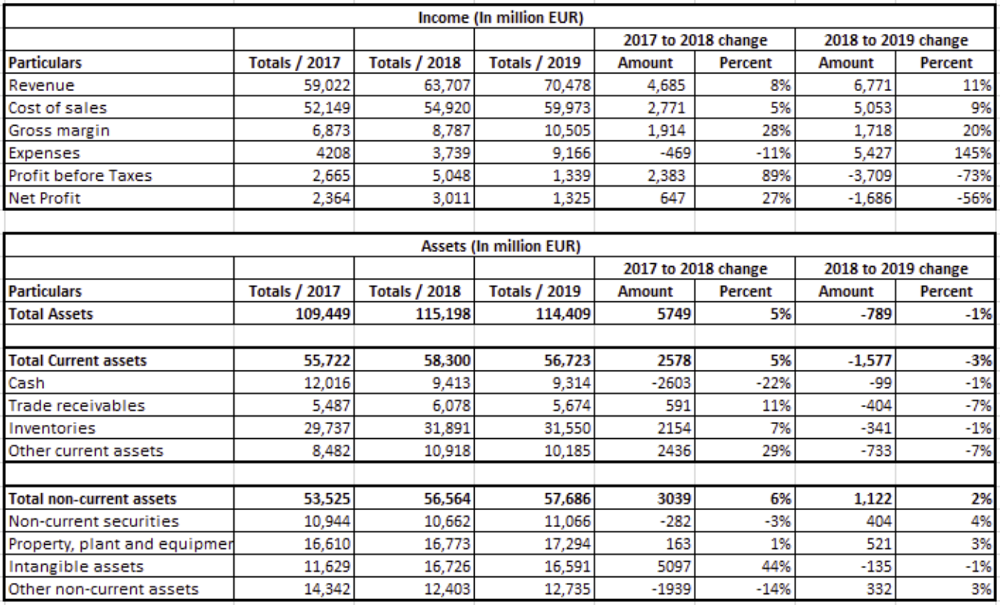 Income (In million EUR)
2017 to 2018 change 2018 to 2019 change
Particulars Totals / 2017 Totals / 2018 Totals / 2019 Amount Percent Amount Percent
Revenue 59,022 63,707 70,478 4,685 8% 6,771 11%
Cost of sales 52,149 54,920 59,973 2,771 5% 5,053 9%
Gross margin 6,873 8,787 10,505 1,914 28% 1,718 20%
Expenses 4208 3,739 9,166 -469 -11% 5,427 145%
Profit before Taxes 2,665 5,048 1,339 2,383 89% -3,709 -73%
Net Profit 2,364 3,011 1,325 647 27% -1,686 -56%
Assets (In million EUR)
2017 to 2018 change 2018 to 2019 change
Particulars Totals / 2017 Totals / 2018 Totals / 2019 Amount Percent Amount Percent
Total Assets 109,449 115,198 114,409 5749 5% -789 -1%
Total Current assets 55,722 58,300 56,723 2578 5% -1,577 -3%
Cash 12,016 9,413 9,314 -2603 -22% -99 -1%
Trade receivables 5,487 6,078 5,674 591 11% -404 -7%
Inventories 29,737 31,891 31,550 2154 7% -341 -1%
Other current assets 8,482 10,918 10,185 2436 29% -733 -7%
Total non-current assets 53,525 56,564 57,686 3039 6% 1,122 2%
Non-current securities 10,944 10,662 11,066 -282 -3% 404 4%
Property, plant and equipmer 16,610 16,773 17,294 163 1% 521 3%
Intangible assets 11,629 16,726 16,591 5097 44% -135 -1%
Other non-current assets 14,342 12,403 12,735 -1939 -14% 332 3%